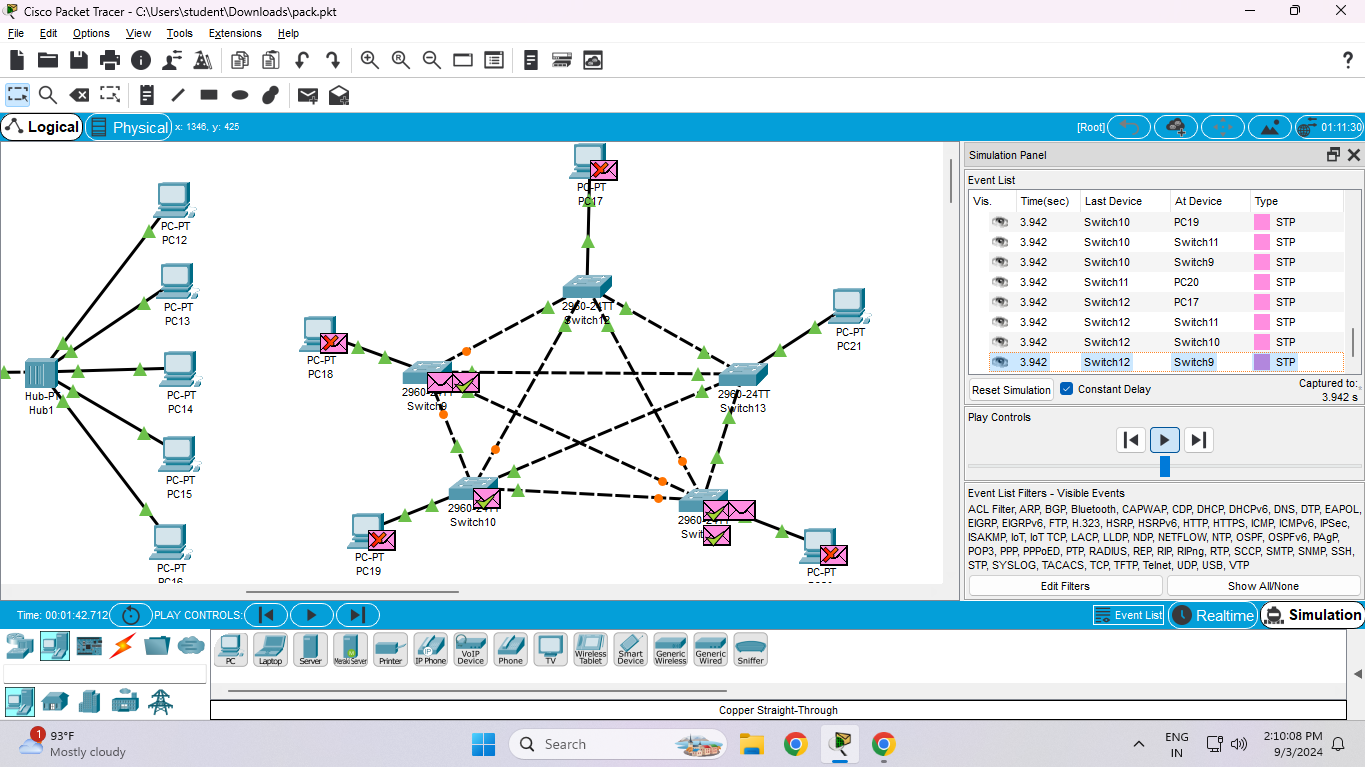 Cisco Packet Tracer - C:\Users\student\Downloads\pack.pkt
File Edit Options View Tools Extensions Help
Logical Physical x: 1346, y: 425 [Root] 01:11:30
PC-PT
PC12
PC-PT
PC13
PC-PT
PC14
PC-PT
PC15
PC-PT
PC16
Hub-PT
Hub1
PC-PT
PC17
2960-24TT
Switch12
PC-PT
PC18
2960-24TT
Switch9
PC-PT
PC21
2960-24TT
Switch13
2960-24TT
Switch10
PC-PT
PC19
2960-24TT
PC-PT
Simulation Panel
Event List
Vis. Time(sec) Last Device At Device Type
3.942 Switch10 PC19 STP
3.942 Switch10 Switch11 STP
3.942 Switch10 Switch9 STP
3.942 Switch11 PC20 STP
3.942 Switch12 PC17 STP
3.942 Switch12 Switch11 STP
3.942 Switch12 Switch10 STP
3.942 Switch12 Switch9 STP
Reset Simulation Constant Delay Captured to:
3.942 s
Play Controls
Event List Filters - Visible Events
ACL Filter, ARP, BGP, Bluetooth, CAPWAP, CDP, DHCP, DHCPv6, DNS, DTP, EAPOL,
EIGRP, EIGRPv6, FTP, H.323, HSRP, HSRPv6, HTTP, HTTPS, ICMP, ICMPv6, IPSec,
ISAKMP, IoT, IoT TCP, LACP, LLDP, NDP, NETFLOW, NTP, OSPF, OSPFv6, PAgP,
POP3, PPP, PPPoED, PTP, RADIUS, REP, RIP, RIPng, RTP, SCCP, SMTP, SNMP, SSH,
STP, SYSLOG, TACACS, TCP, TFTP, Telnet, UDP, USB, VTP
Edit Filters Show All/None
Time: 00:01:42.712 PLAY CONTROLS: Event List Realtime Simulation
PC Laptop Server Meraki Server Printer IP Phone VoIP Device Phone TV Wireless Tablet Smart Device Generic Wireless Generic Wired Sniffer
Copper Straight-Through
1
93°F
Mostly cloudy
Search
ENG
IN
2:10:08 PM
9/3/2024